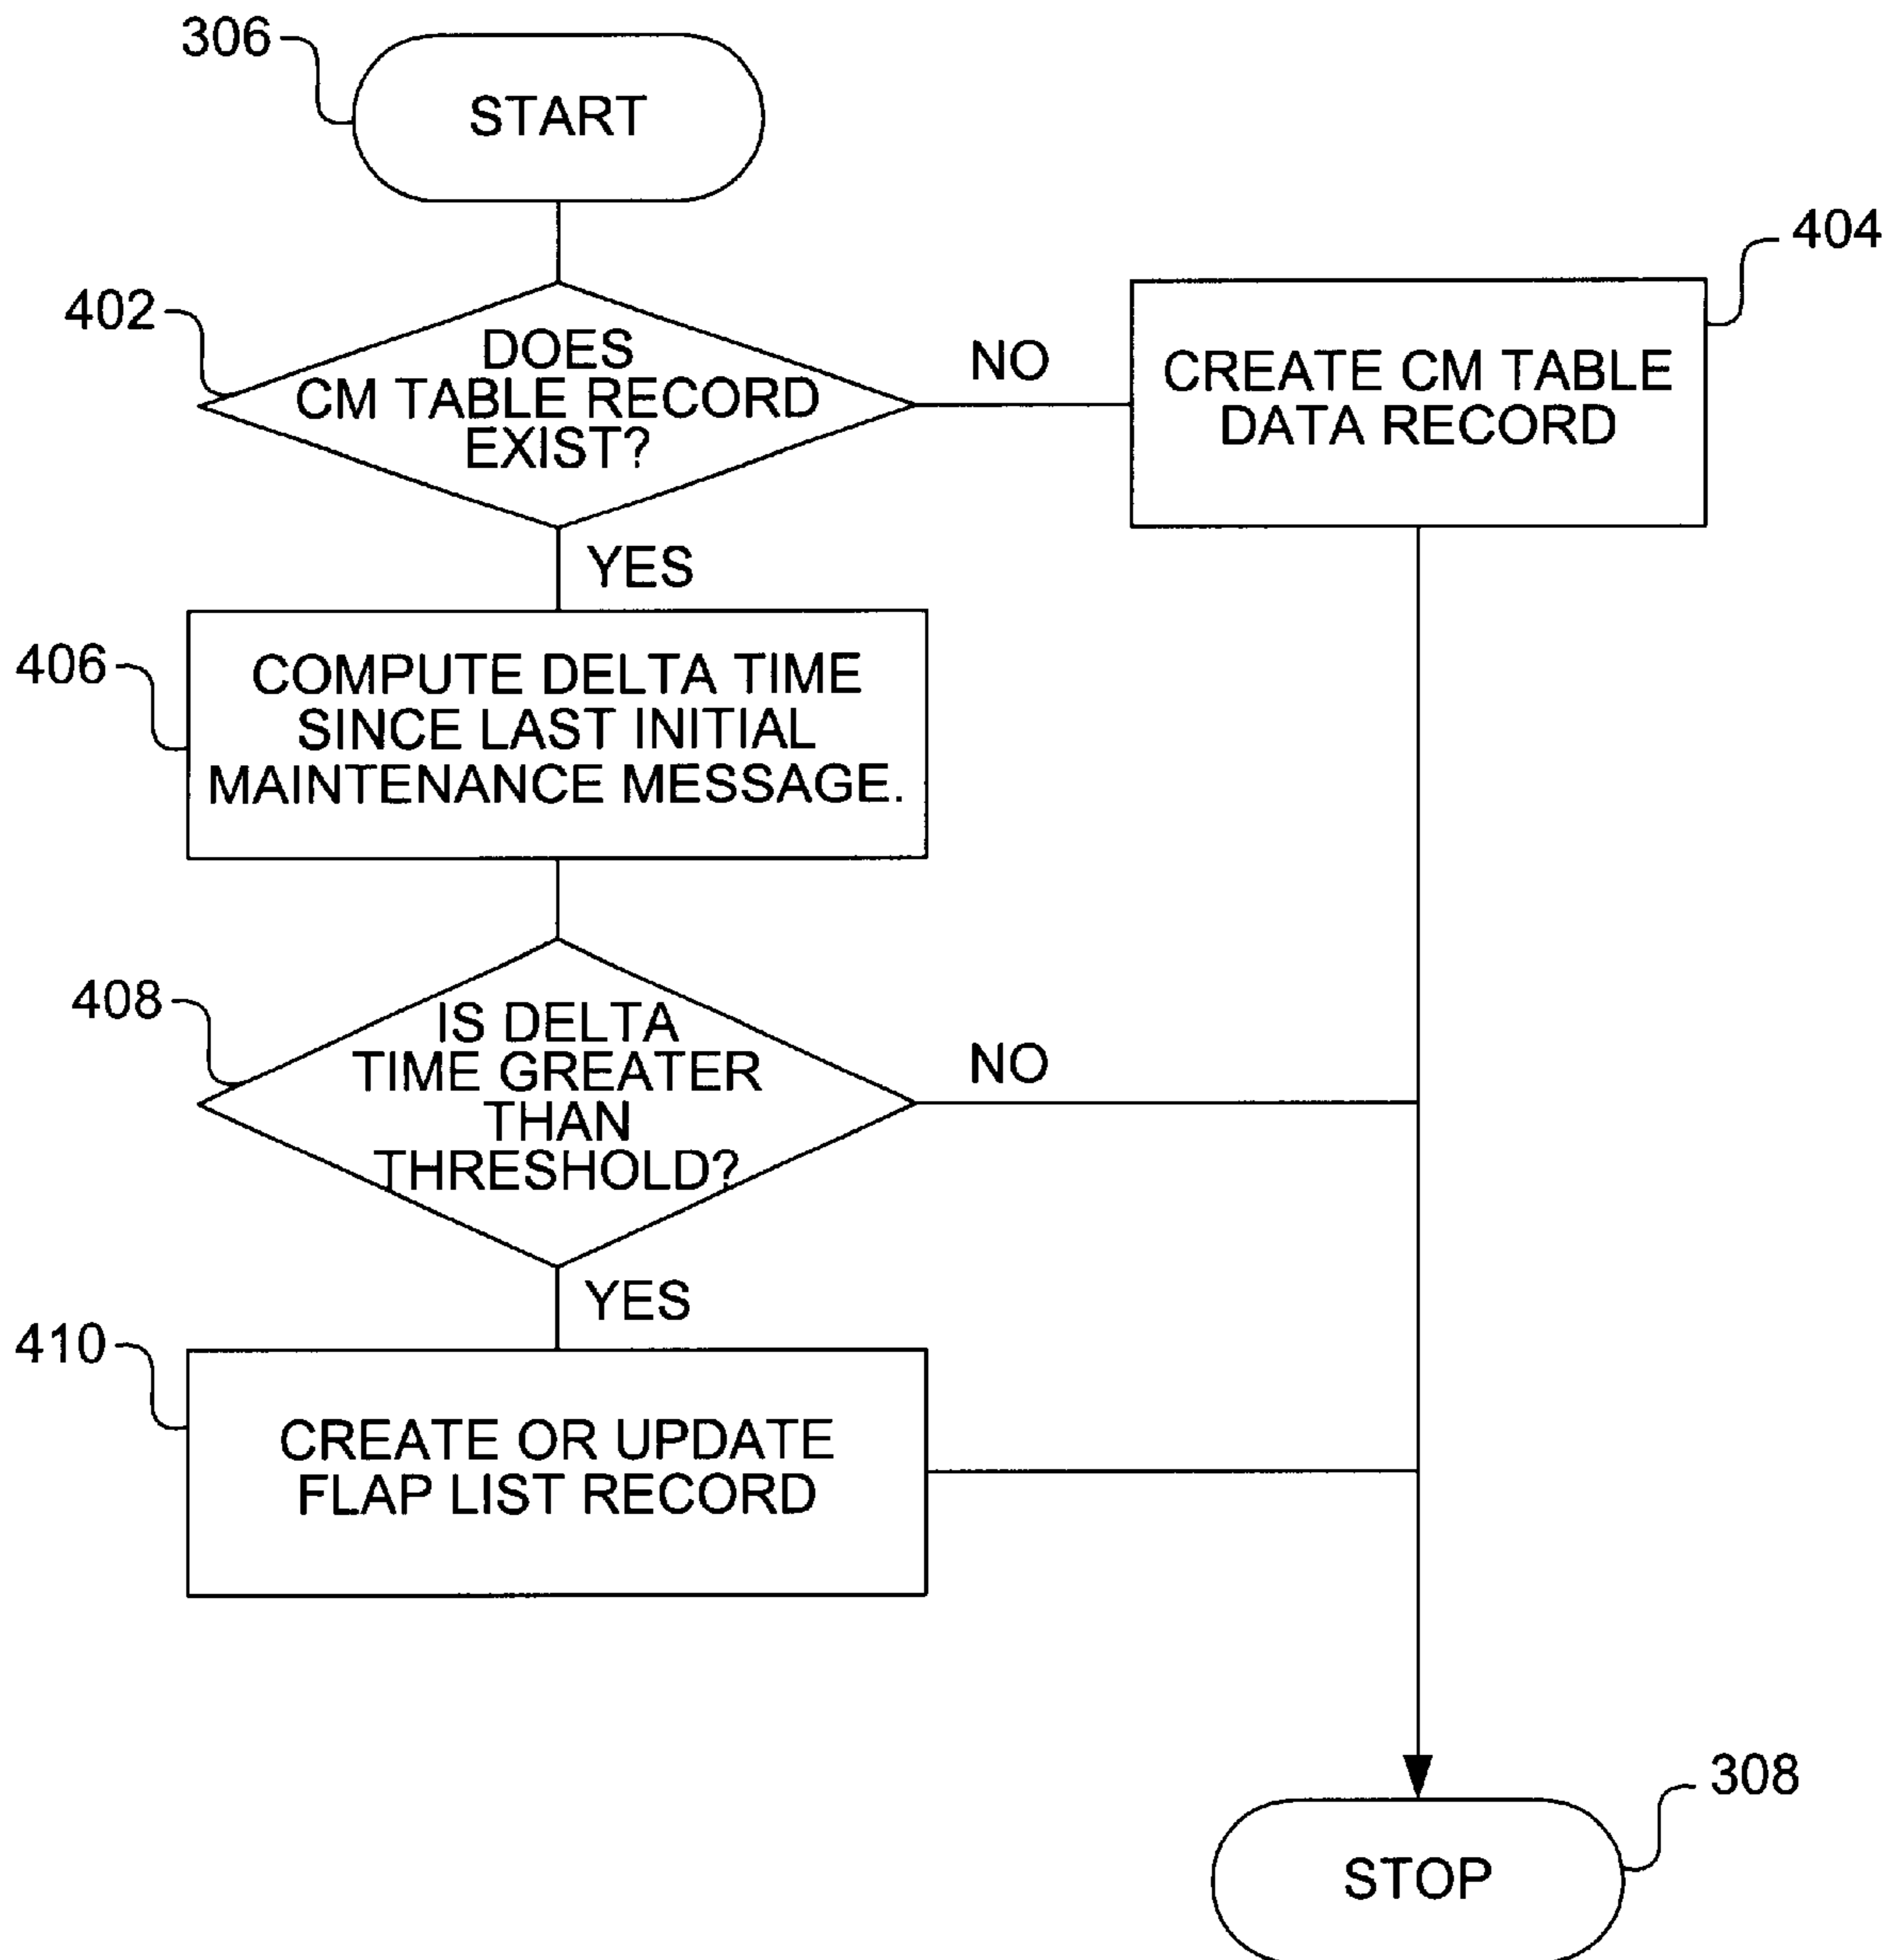 306
START
402
DOES
CM TABLE RECORD
EXIST?
NO
404
CREATE CM TABLE
DATA RECORD
YES
406
COMPUTE DELTA TIME
SINCE LAST INITIAL
MAINTENANCE MESSAGE.
408
IS DELTA
TIME GREATER
THAN
THRESHOLD?
NO
YES
410
CREATE OR UPDATE
FLAP LIST RECORD
308
STOP